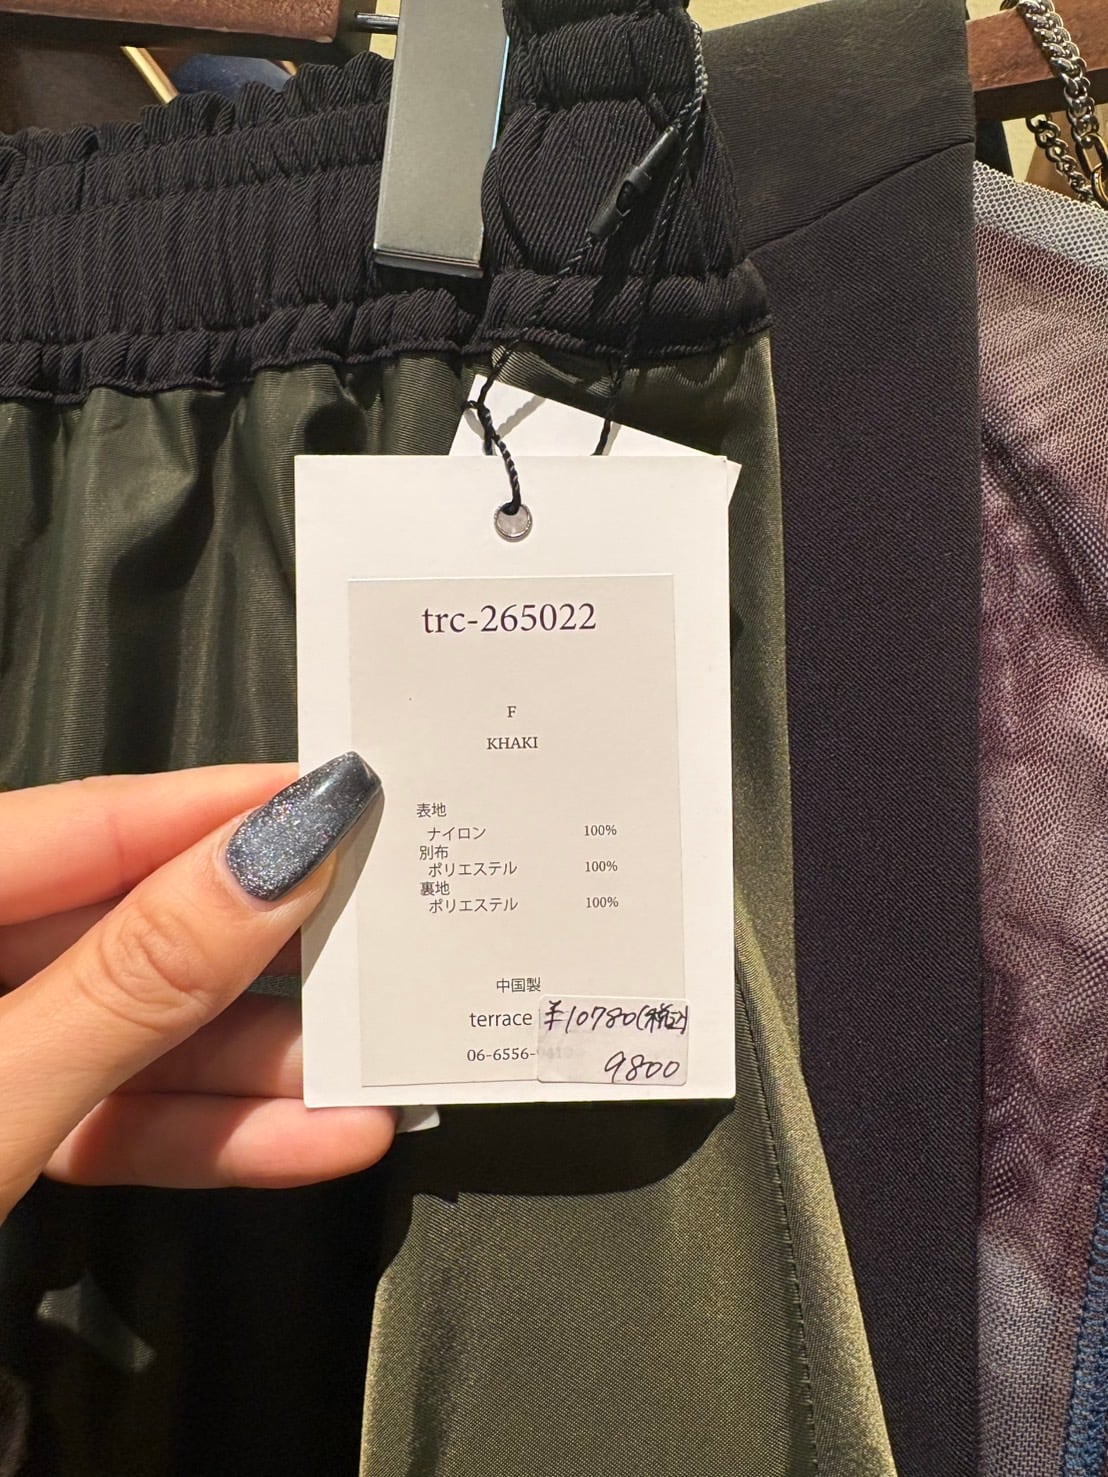 trc-265022
F
KHAKI
表地
ナイロン 100%
別布
ポリエステル 100%
裏地
ポリエステル 100%
中国製
terrace
06-6556-
¥10780(税込)
9800